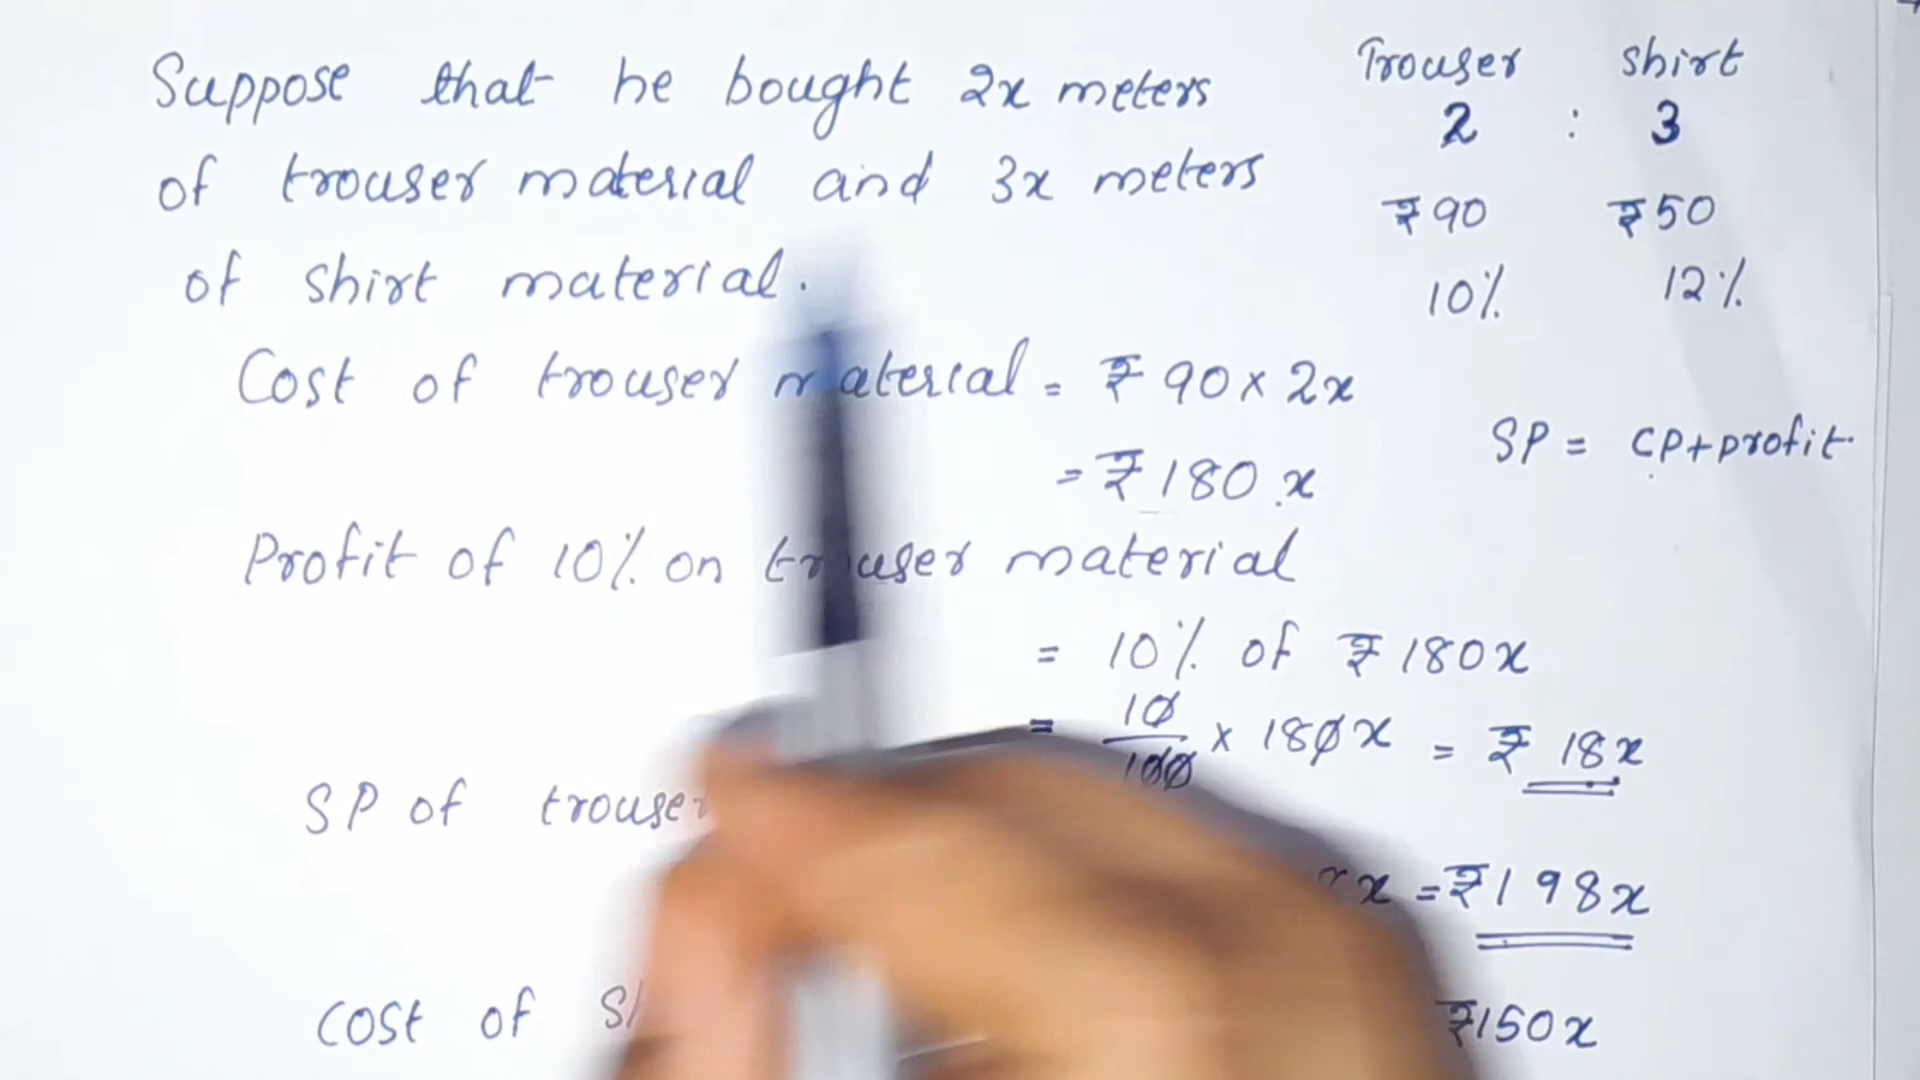 Suppose that he bought 2x meters
of trouser material and 3x meters
of shirt material.
Trouser shirt
2 : 3
₹90 ₹50
10% 12%
Cost of trouser material = ₹ 90 × 2x
= ₹ 180 x
SP = CP+profit
Profit of 10% on trouser material
= 10% of ₹ 180x
= 10/100 × 180x = ₹ 18x
SP of trouser
x = ₹198x
Cost of
₹150x